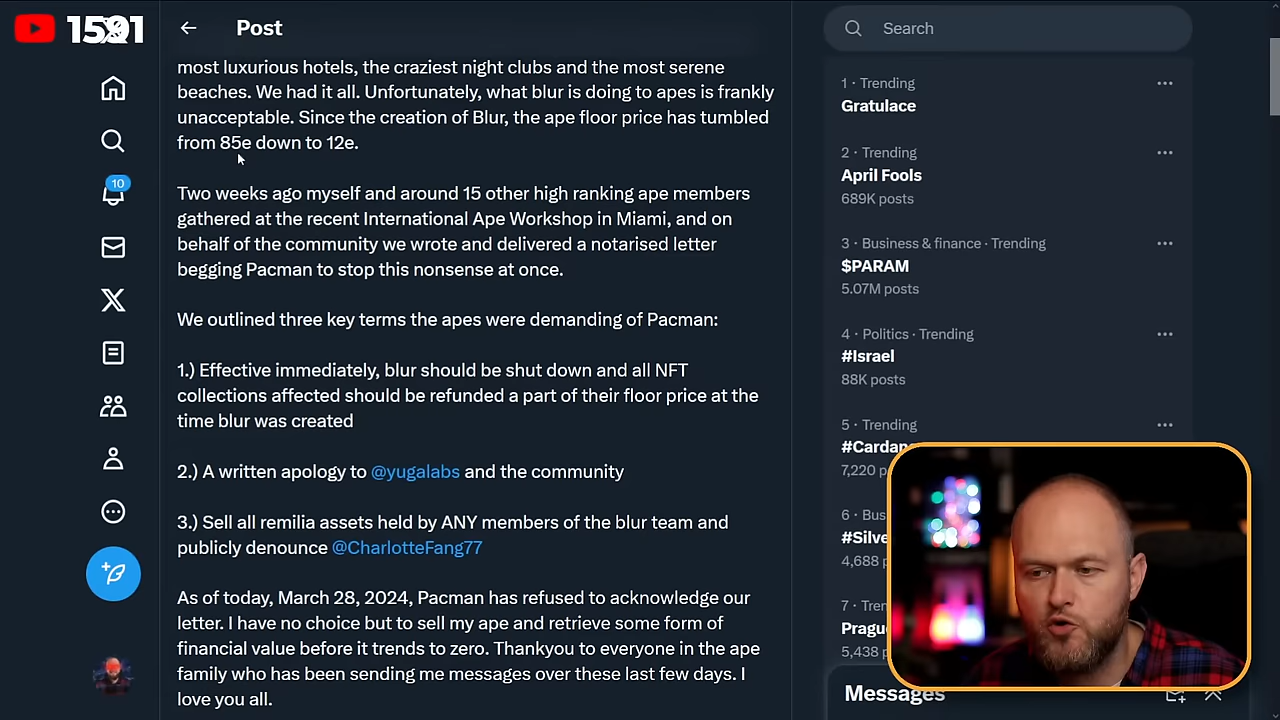 1591
Post
most luxurious hotels, the craziest night clubs and the most serene
beaches. We had it all. Unfortunately, what blur is doing to apes is frankly
unacceptable. Since the creation of Blur, the ape floor price has tumbled
from 85e down to 12e.
Two weeks ago myself and around 15 other high ranking ape members
gathered at the recent International Ape Workshop in Miami, and on
behalf of the community we wrote and delivered a notarised letter
begging Pacman to stop this nonsense at once.
We outlined three key terms the apes were demanding of Pacman:
1.) Effective immediately, blur should be shut down and all NFT
collections affected should be refunded a part of their floor price at the
time blur was created
2.) A written apology to @yugalabs and the community
3.) Sell all remilia assets held by ANY members of the blur team and
publicly denounce @CharlotteFang77
As of today, March 28, 2024, Pacman has refused to acknowledge our
letter. I have no choice but to sell my ape and retrieve some form of
financial value before it trends to zero. Thankyou to everyone in the ape
family who has been sending me messages over these last few days. I
love you all.
10
Search
1 · Trending
Gratulace
2 · Trending
April Fools
689K posts
3 · Business & finance · Trending
$PARAM
5.07M posts
4 · Politics · Trending
#Israel
88K posts
5 · Trending
#Cardan
7,220 p
6 · Bus
#Silve
4,688 p
7 · Tren
Prague
5,438 p
Messages